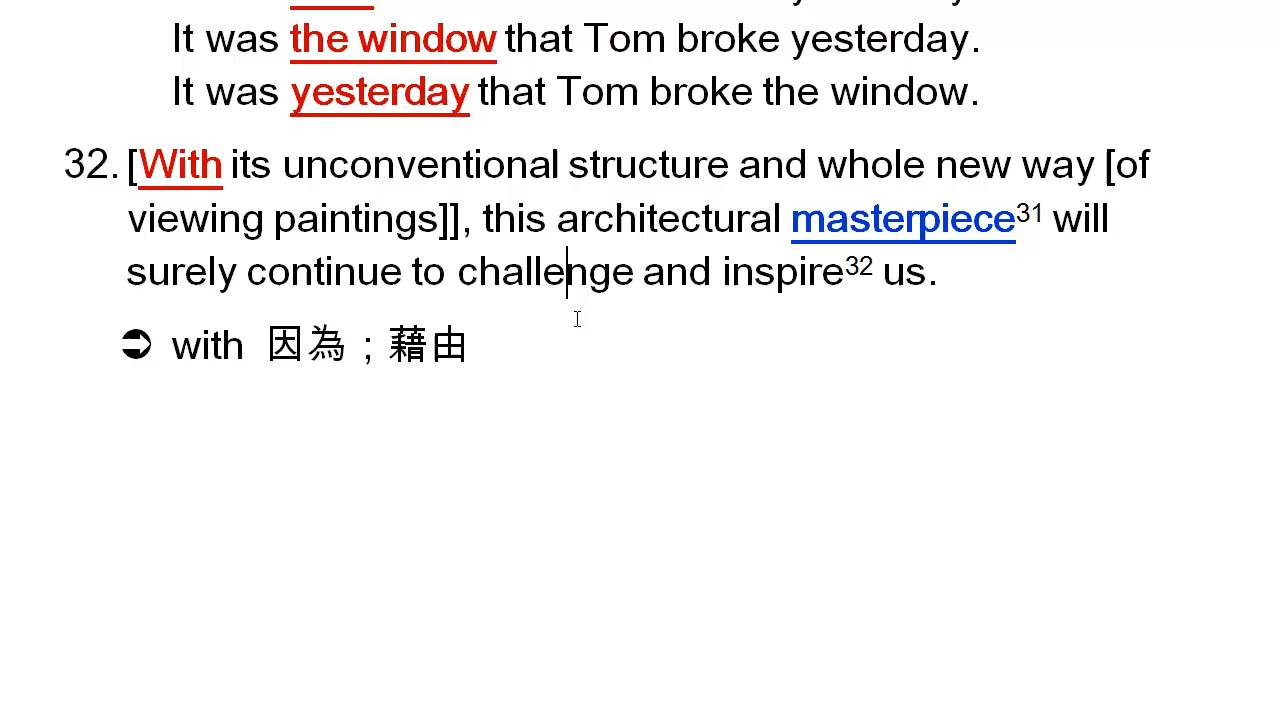 It was the window that Tom broke yesterday.
It was yesterday that Tom broke the window.
32. [With its unconventional structure and whole new way [of
viewing paintings]], this architectural masterpiece31 will
surely continue to challenge and inspire32 us.
➲ with 因為；藉由